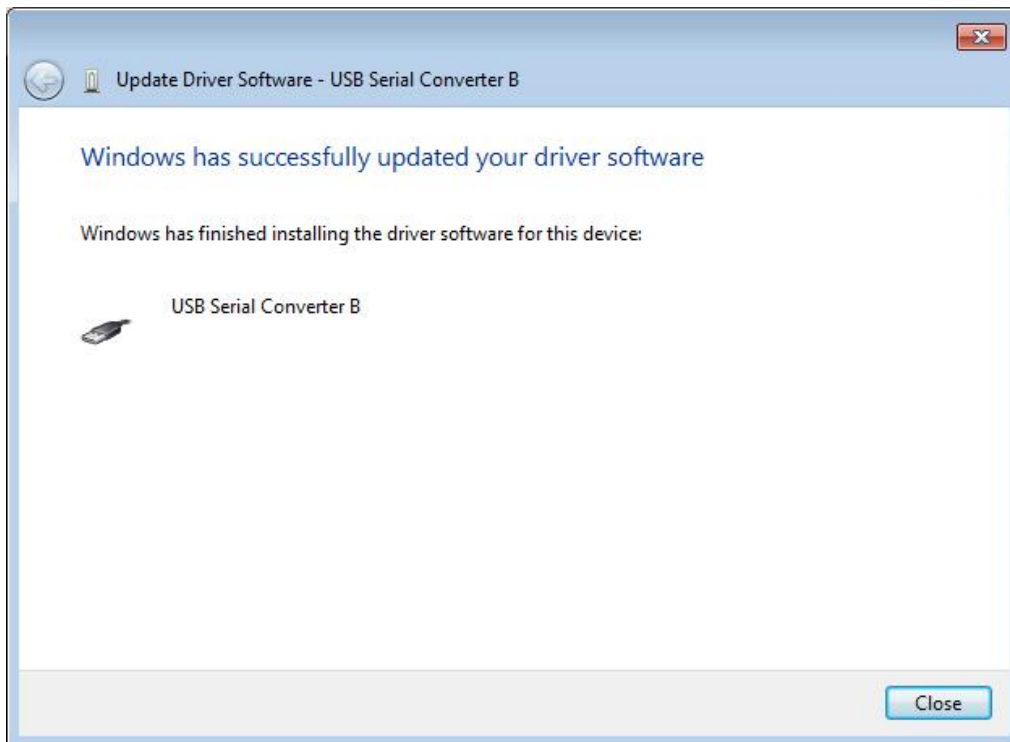 Update Driver Software - USB Serial Converter B
Windows has successfully updated your driver software
Windows has finished installing the driver software for this device:
USB Serial Converter B
Close